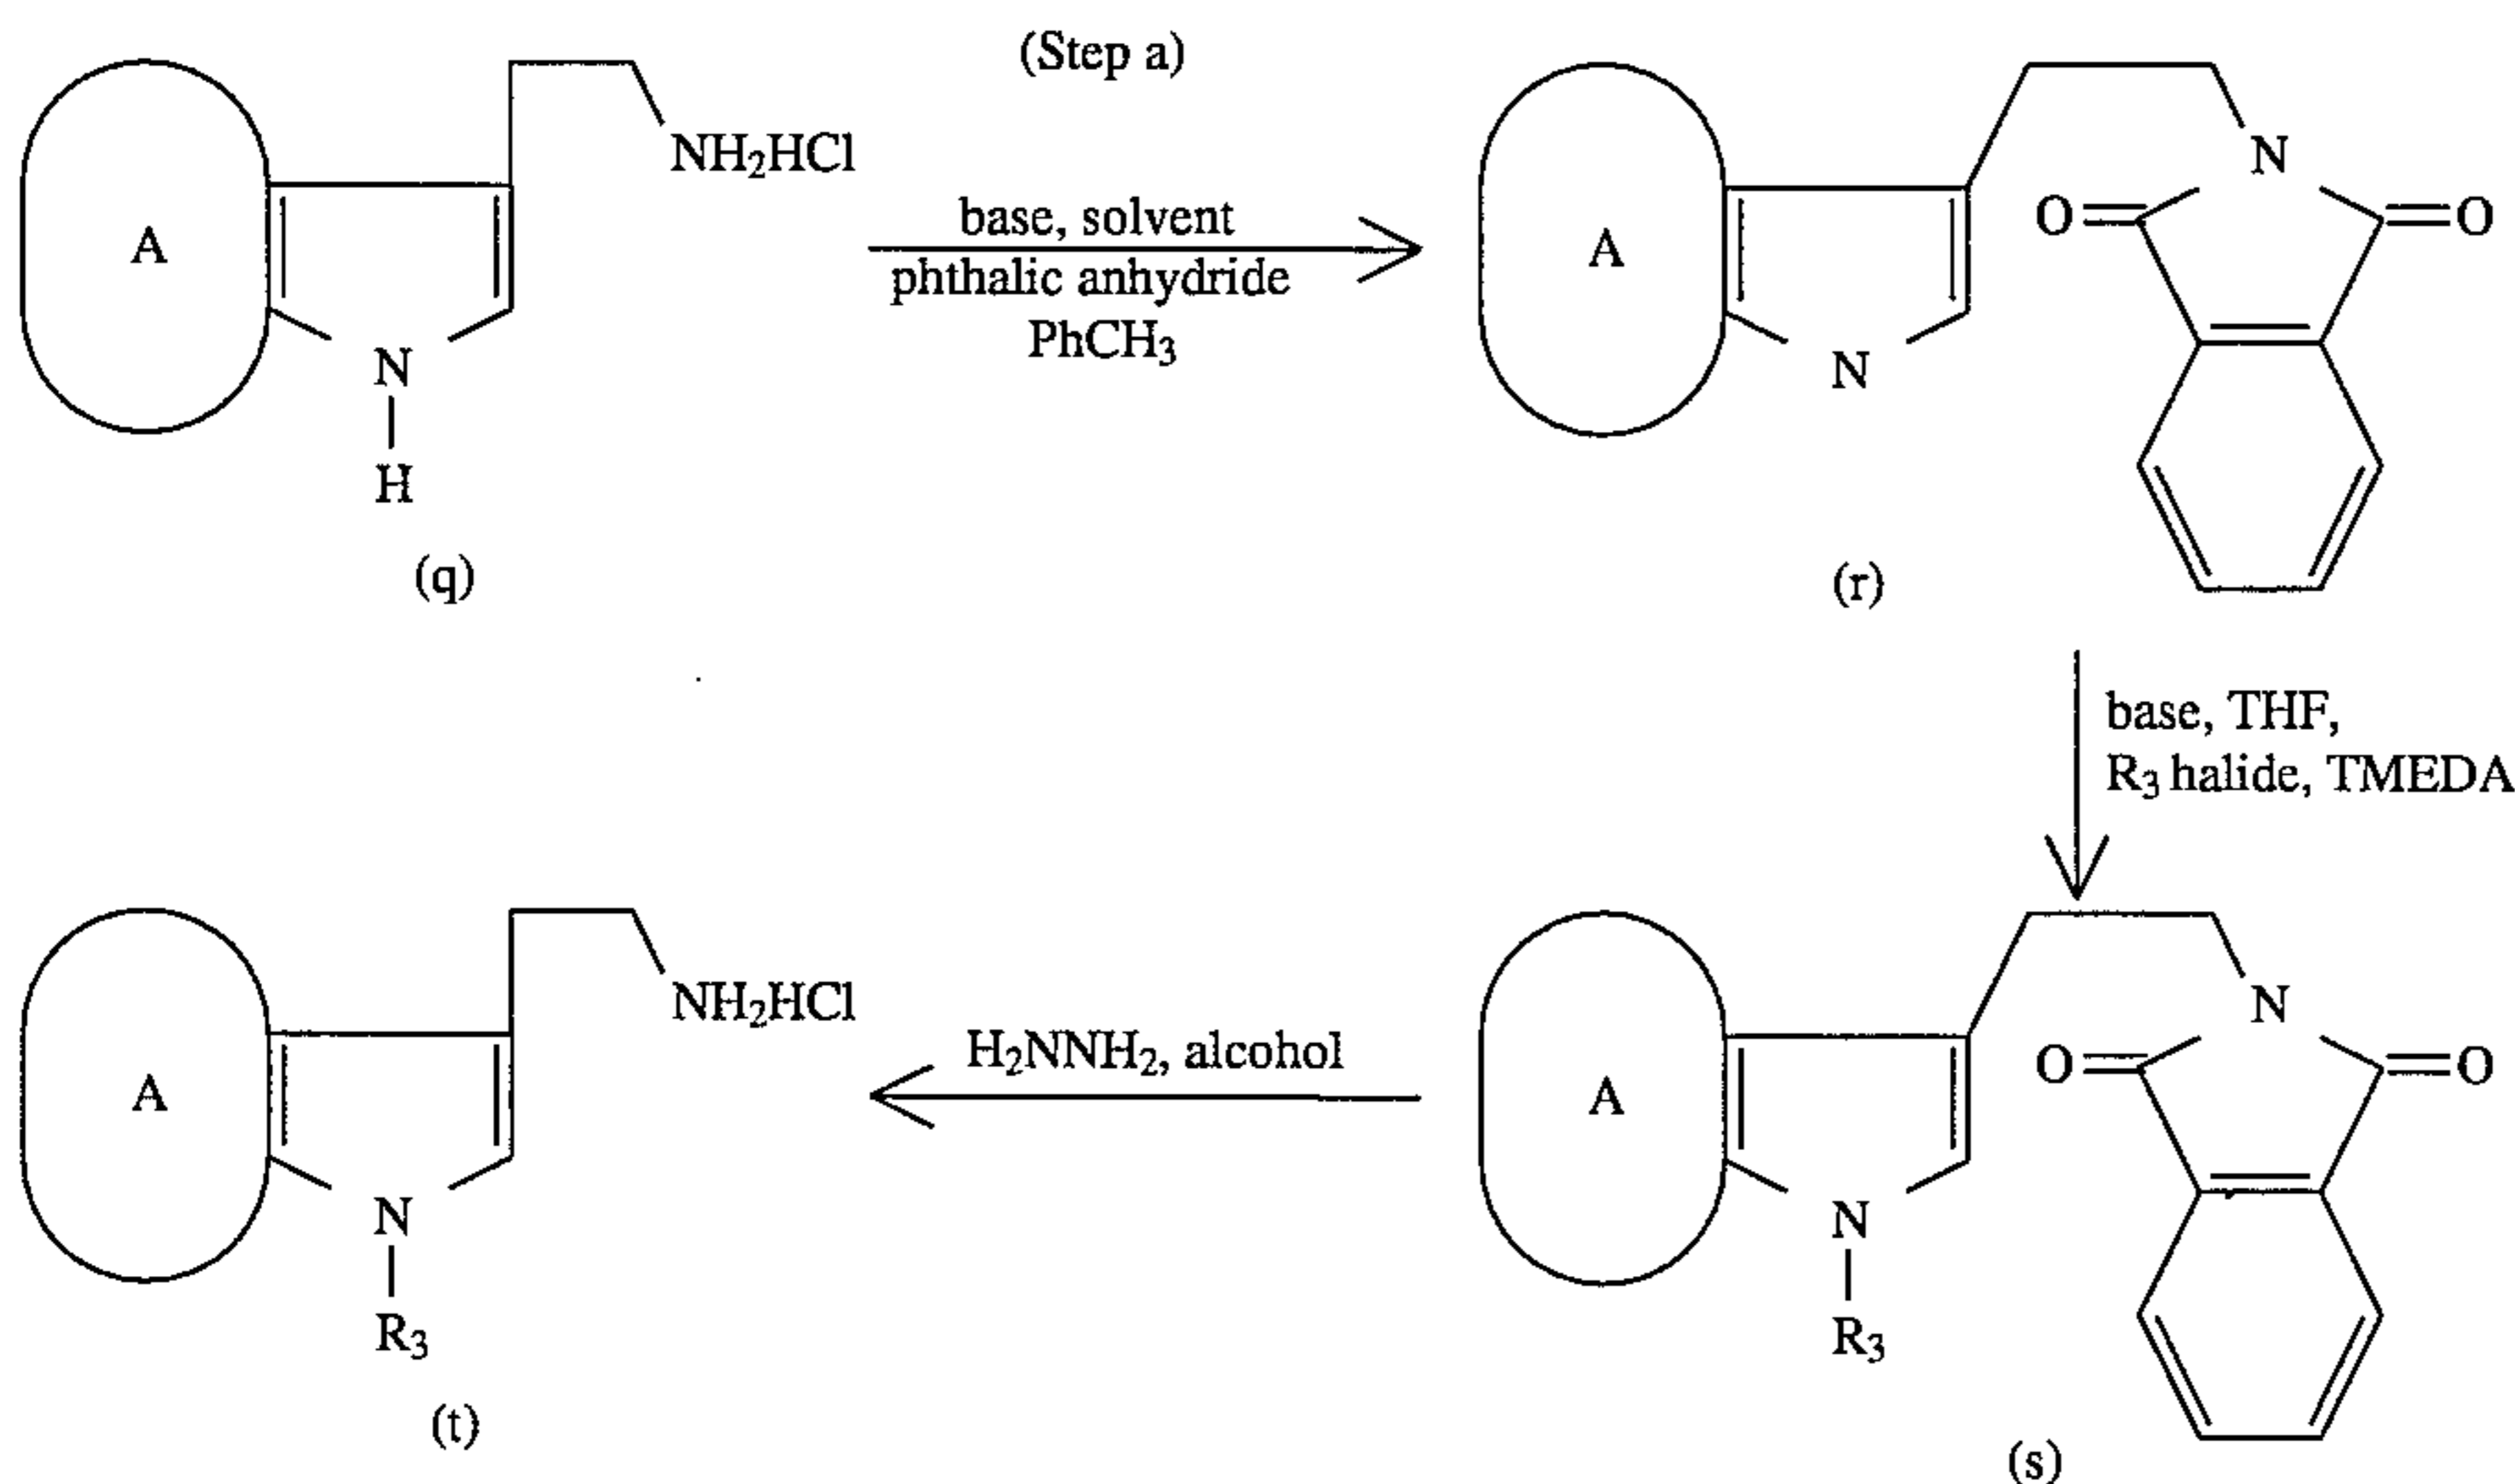 (Step a)
NH₂HCl
A
N
H
(q)
base, solvent
phthalic anhydride
PhCH₃
A
N
N
O
O
(r)
base, THF,
R₃ halide, TMEDA
A
N
N
O
O
R₃
(s)
H₂NNH₂, alcohol
NH₂HCl
A
N
R₃
(t)